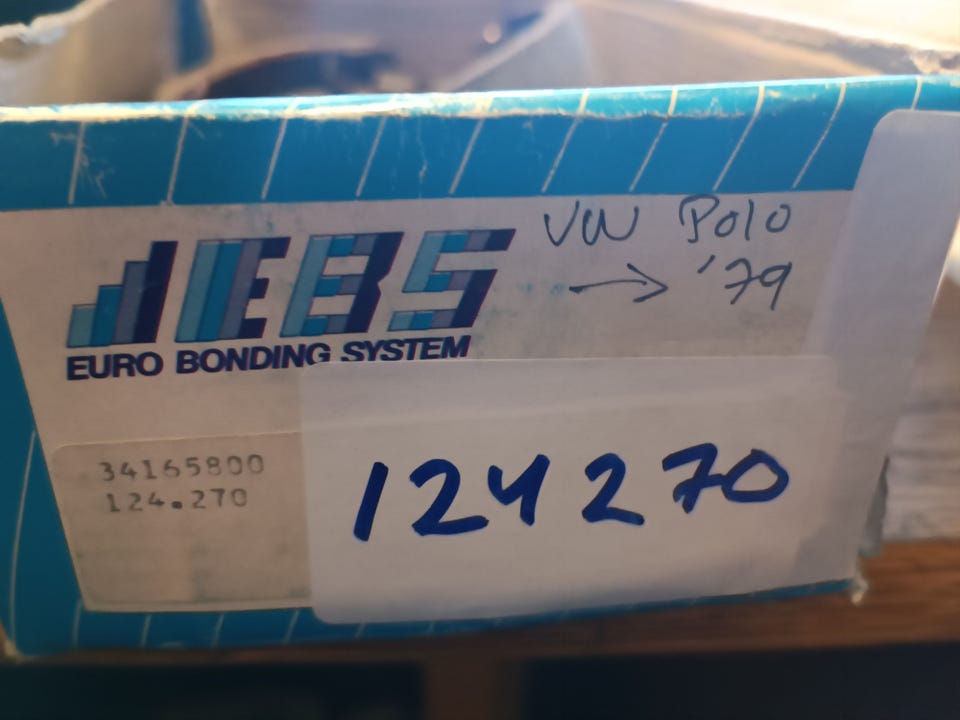 EBS
VW Polo
→ '79
EURO BONDING SYSTEM
34165800
124.270
124270